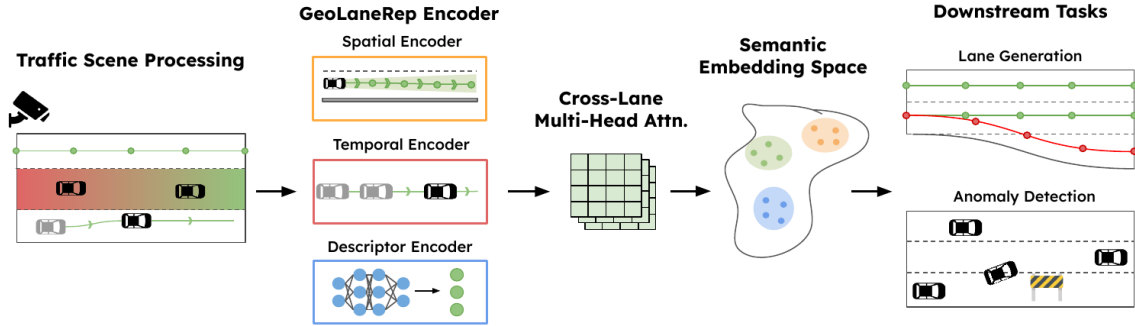 Traffic Scene Processing
GeoLaneRep Encoder
Spatial Encoder
Temporal Encoder
Descriptor Encoder
Cross-Lane
Multi-Head Attn.
Semantic
Embedding Space
Downstream Tasks
Lane Generation
Anomaly Detection